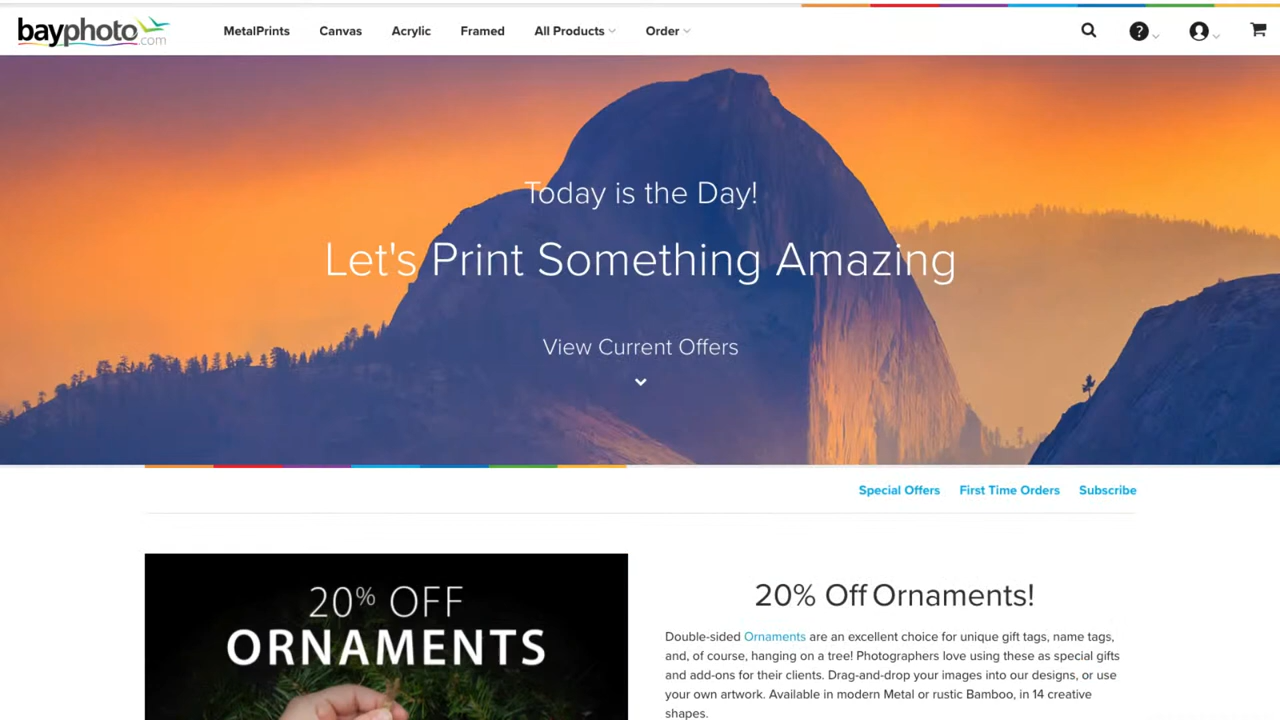 bayphoto.com
MetalPrints
Canvas
Acrylic
Framed
All Products
Order
?
Today is the Day!
Let's Print Something Amazing
View Current Offers
Special Offers
First Time Orders
Subscribe
20% OFF
ORNAMENTS
20% Off Ornaments!
Double-sided Ornaments are an excellent choice for unique gift tags, name tags,
and, of course, hanging on a tree! Photographers love using these as special gifts
and add-ons for their clients. Drag-and-drop your images into our designs, or use
your own artwork. Available in modern Metal or rustic Bamboo, in 14 creative
shapes.